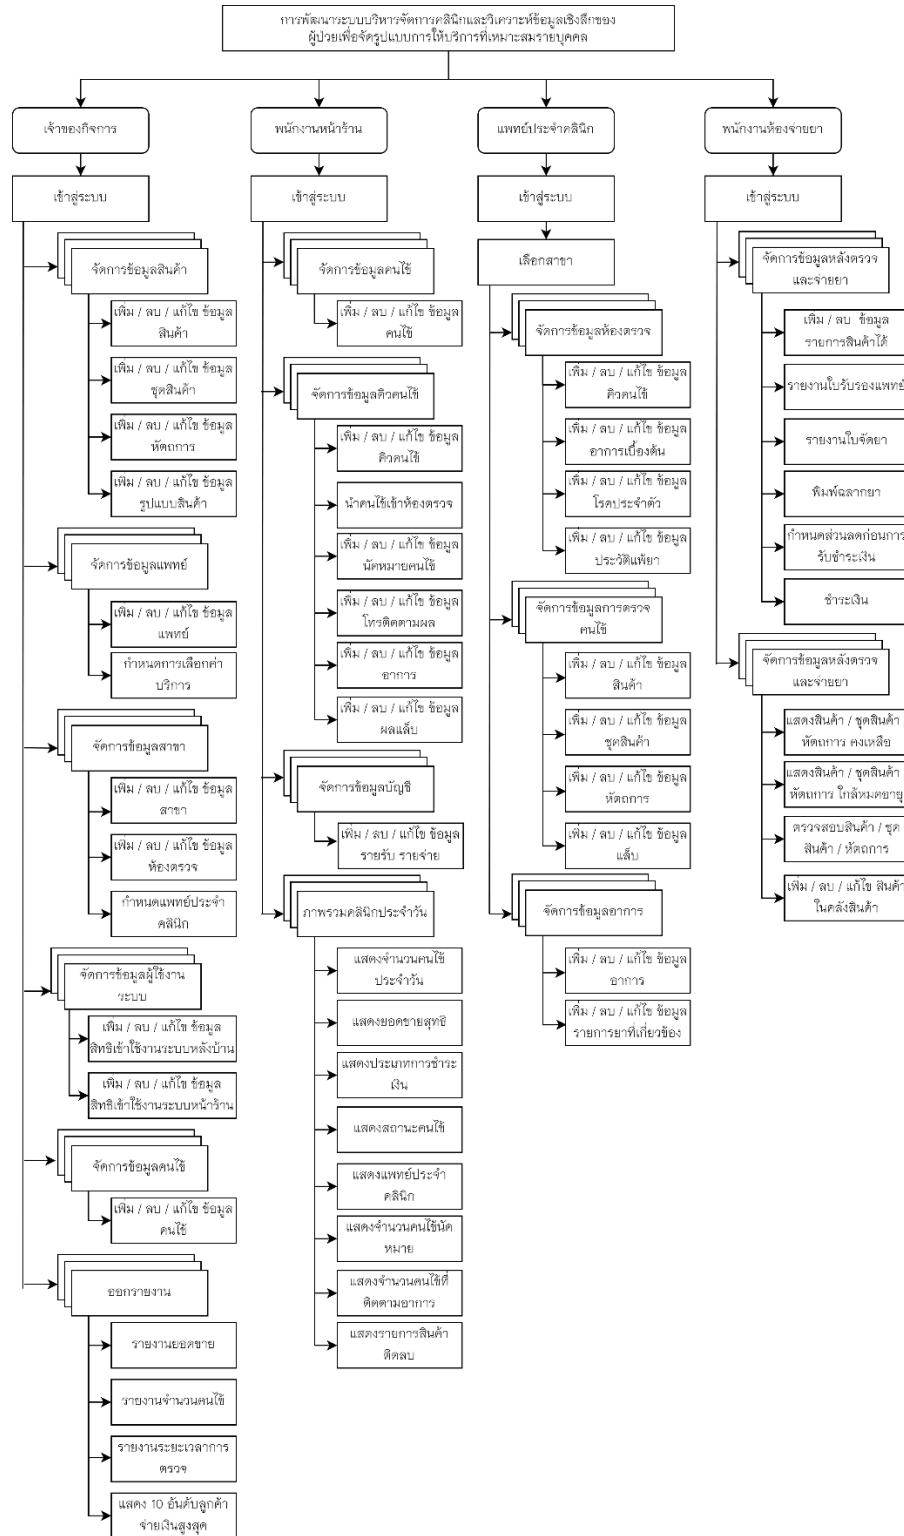 การพัฒนาระบบบริหารจัดการคลินิกและวิเคราะห์ข้อมูลเชิงลึกของ
ผู้ป่วยเพื่อจัดรูปแบบการให้บริการที่เหมาะสมรายบุคคล
เจ้าของกิจการ
เข้าสู่ระบบ
จัดการข้อมูลสินค้า
เพิ่ม / ลบ / แก้ไข ข้อมูล
สินค้า
เพิ่ม / ลบ / แก้ไข ข้อมูล
ชุดสินค้า
เพิ่ม / ลบ / แก้ไข ข้อมูล
หัตถการ
เพิ่ม / ลบ / แก้ไข ข้อมูล
รูปแบบสินค้า
จัดการข้อมูลแพทย์
เพิ่ม / ลบ / แก้ไข ข้อมูล
แพทย์
กำหนดการเลือกค่า
บริการ
จัดการข้อมูลสาขา
เพิ่ม / ลบ / แก้ไข ข้อมูล
สาขา
เพิ่ม / ลบ / แก้ไข ข้อมูล
ห้องตรวจ
กำหนดแพทย์ประจำ
คลินิก
จัดการข้อมูลผู้ใช้งาน
ระบบ
เพิ่ม / ลบ / แก้ไข ข้อมูล
สิทธิเข้าใช้งานระบบหลังบ้าน
เพิ่ม / ลบ / แก้ไข ข้อมูล
สิทธิเข้าใช้งานระบบหน้าร้าน
จัดการข้อมูลคนไข้
เพิ่ม / ลบ / แก้ไข ข้อมูล
คนไข้
ออกรายงาน
รายงานยอดขาย
รายงานจำนวนคนไข้
รายงานระยะเวลาการ
ตรวจ
แสดง 10 อันดับลูกค้า
จ่ายเงินสูงสุด
พนักงานหน้าร้าน
เข้าสู่ระบบ
จัดการข้อมูลคนไข้
เพิ่ม / ลบ / แก้ไข ข้อมูล
คนไข้
จัดการข้อมูลคิวคนไข้
เพิ่ม / ลบ / แก้ไข ข้อมูล
คิวคนไข้
นำคนไข้เข้าห้องตรวจ
เพิ่ม / ลบ / แก้ไข ข้อมูล
นัดหมายคนไข้
เพิ่ม / ลบ / แก้ไข ข้อมูล
โทรติดตามผล
เพิ่ม / ลบ / แก้ไข ข้อมูล
อาการ
เพิ่ม / ลบ / แก้ไข ข้อมูล
ผลแล็บ
จัดการข้อมูลบัญชี
เพิ่ม / ลบ / แก้ไข ข้อมูล
รายรับ รายจ่าย
ภาพรวมคลินิกประจำวัน
แสดงจำนวนคนไข้
ประจำวัน
แสดงยอดขายสุทธิ
แสดงประเภทการชำระ
เงิน
แสดงสถานะคนไข้
แสดงแพทย์ประจำ
คลินิก
แสดงจำนวนคนไข้นัด
หมาย
แสดงจำนวนคนไข้ที่
ติดตามอาการ
แสดงรายการสินค้า
ติดลบ
แพทย์ประจำคลินิก
เข้าสู่ระบบ
เลือกสาขา
จัดการข้อมูลห้องตรวจ
เพิ่ม / ลบ / แก้ไข ข้อมูล
คิวคนไข้
เพิ่ม / ลบ / แก้ไข ข้อมูล
อาการเบื้องต้น
เพิ่ม / ลบ / แก้ไข ข้อมูล
โรคประจำตัว
เพิ่ม / ลบ / แก้ไข ข้อมูล
ประวัติแพ้ยา
จัดการข้อมูลการตรวจ
คนไข้
เพิ่ม / ลบ / แก้ไข ข้อมูล
สินค้า
เพิ่ม / ลบ / แก้ไข ข้อมูล
ชุดสินค้า
เพิ่ม / ลบ / แก้ไข ข้อมูล
หัตถการ
เพิ่ม / ลบ / แก้ไข ข้อมูล
แล็บ
จัดการข้อมูลอาการ
เพิ่ม / ลบ / แก้ไข ข้อมูล
อาการ
เพิ่ม / ลบ / แก้ไข ข้อมูล
รายการยาที่เกี่ยวข้อง
พนักงานห้องจ่ายยา
เข้าสู่ระบบ
จัดการข้อมูลหลังตรวจ
และจ่ายยา
เพิ่ม / ลบ ข้อมูล
รายการสินค้าได้
รายงานใบรับรองแพทย์
รายงานใบจัดยา
พิมพ์ฉลากยา
กำหนดส่วนลดก่อนการ
รับชำระเงิน
ชำระเงิน
จัดการข้อมูลหลังตรวจ
และจ่ายยา
แสดงสินค้า / ชุดสินค้า /
หัตถการ คงเหลือ
แสดงสินค้า / ชุดสินค้า /
หัตถการ ใกล้หมดอายุ
ตรวจสอบสินค้า / ชุด
สินค้า / หัตถการ
เพิ่ม / ลบ / แก้ไข สินค้า
ในคลังสินค้า